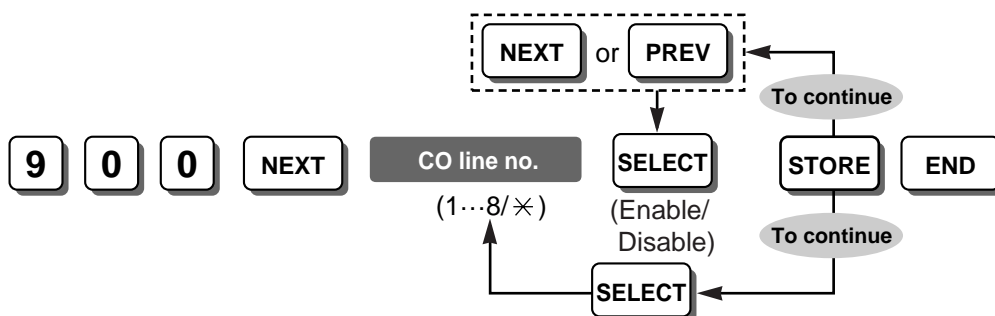 NEXT or PREV
To continue
9 0 0 NEXT CO line no. SELECT STORE END
(1···8/✳) (Enable/
Disable)
To continue
SELECT